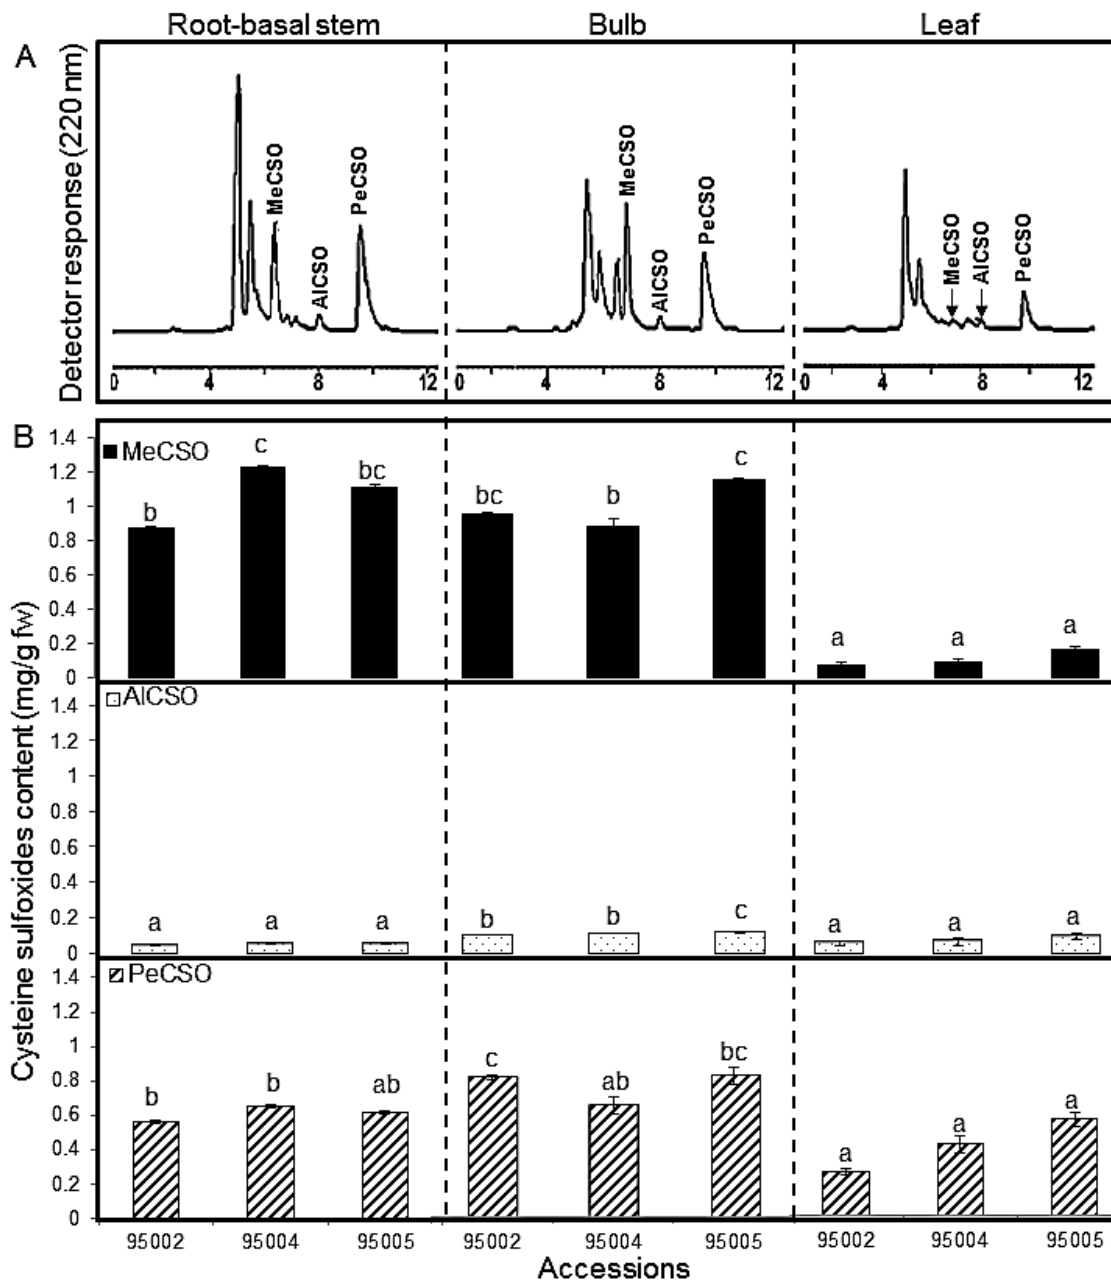 Root-basal stem Bulb Leaf
A
Detector response (220 nm)
MeCSO
AlCSO
PeCSO
MeCSO
AlCSO
PeCSO
MeCSO
AlCSO
PeCSO
0 4 8 12
0 4 8 12
0 4 8 12
B
Cysteine sulfoxides content (mg/g fw)
MeCSO
1.4
1.2
1
0.8
0.6
0.4
0.2
0
b c bc bc b c a a a
AlCSO
1.4
1.2
1
0.8
0.6
0.4
0.2
0
a a a b b c a a a
PeCSO
1.4
1.2
1
0.8
0.6
0.4
0.2
0
b b ab c ab bc a a a
95002 95004 95005 95002 95004 95005 95002 95004 95005
Accessions